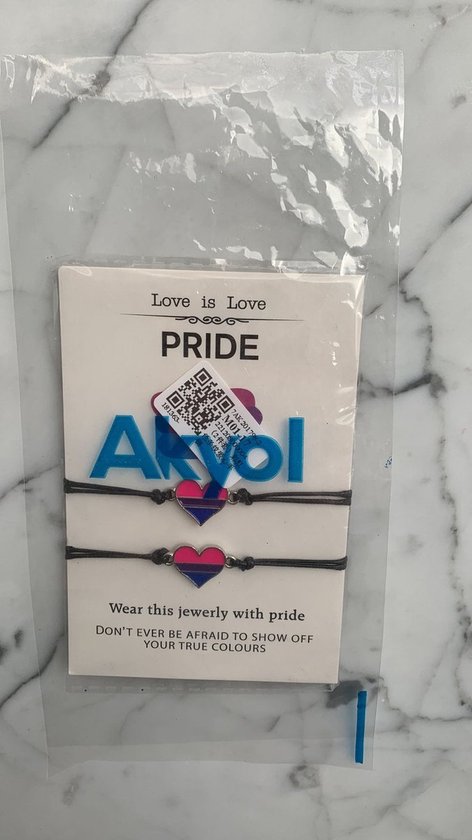 Love is Love
PRIDE
Akvol
Wear this jewerly with pride
DON'T EVER BE AFRAID TO SHOW OFF
YOUR TRUE COLOURS